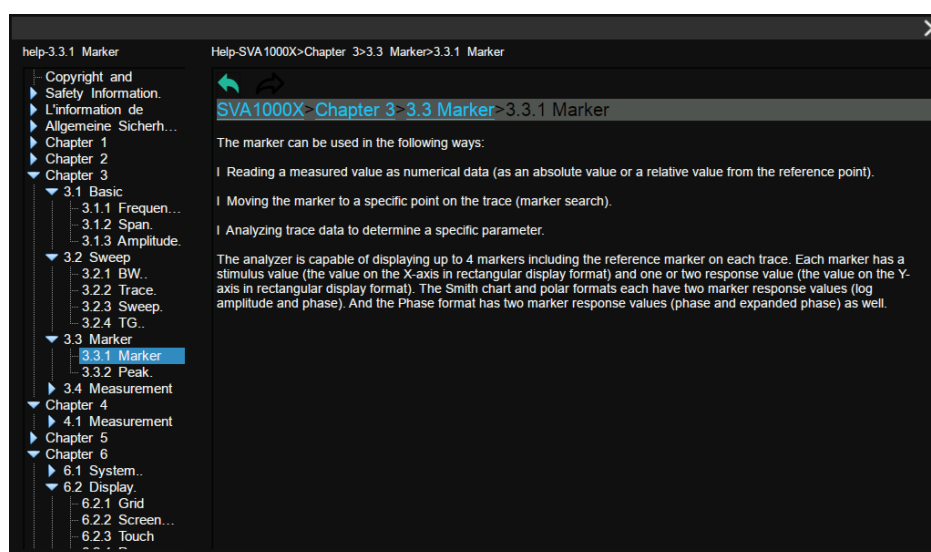 help-3.3.1 Marker
Help-SVA1000X>Chapter 3>3.3 Marker>3.3.1 Marker
Copyright and
Safety Information.
L'information de
Allgemeine Sicherh...
Chapter 1
Chapter 2
Chapter 3
3.1 Basic
3.1.1 Frequen...
3.1.2 Span.
3.1.3 Amplitude.
3.2 Sweep
3.2.1 BW..
3.2.2 Trace.
3.2.3 Sweep.
3.2.4 TG..
3.3 Marker
3.3.1 Marker
3.3.2 Peak.
3.4 Measurement
Chapter 4
4.1 Measurement
Chapter 5
Chapter 6
6.1 System..
6.2 Display.
6.2.1 Grid
6.2.2 Screen...
6.2.3 Touch
SVA1000X>Chapter 3>3.3 Marker>3.3.1 Marker
The marker can be used in the following ways:
l Reading a measured value as numerical data (as an absolute value or a relative value from the reference point).
l Moving the marker to a specific point on the trace (marker search).
l Analyzing trace data to determine a specific parameter.
The analyzer is capable of displaying up to 4 markers including the reference marker on each trace. Each marker has a
stimulus value (the value on the X-axis in rectangular display format) and one or two response value (the value on the Y-
axis in rectangular display format). The Smith chart and polar formats each have two marker response values (log
amplitude and phase). And the Phase format has two marker response values (phase and expanded phase) as well.